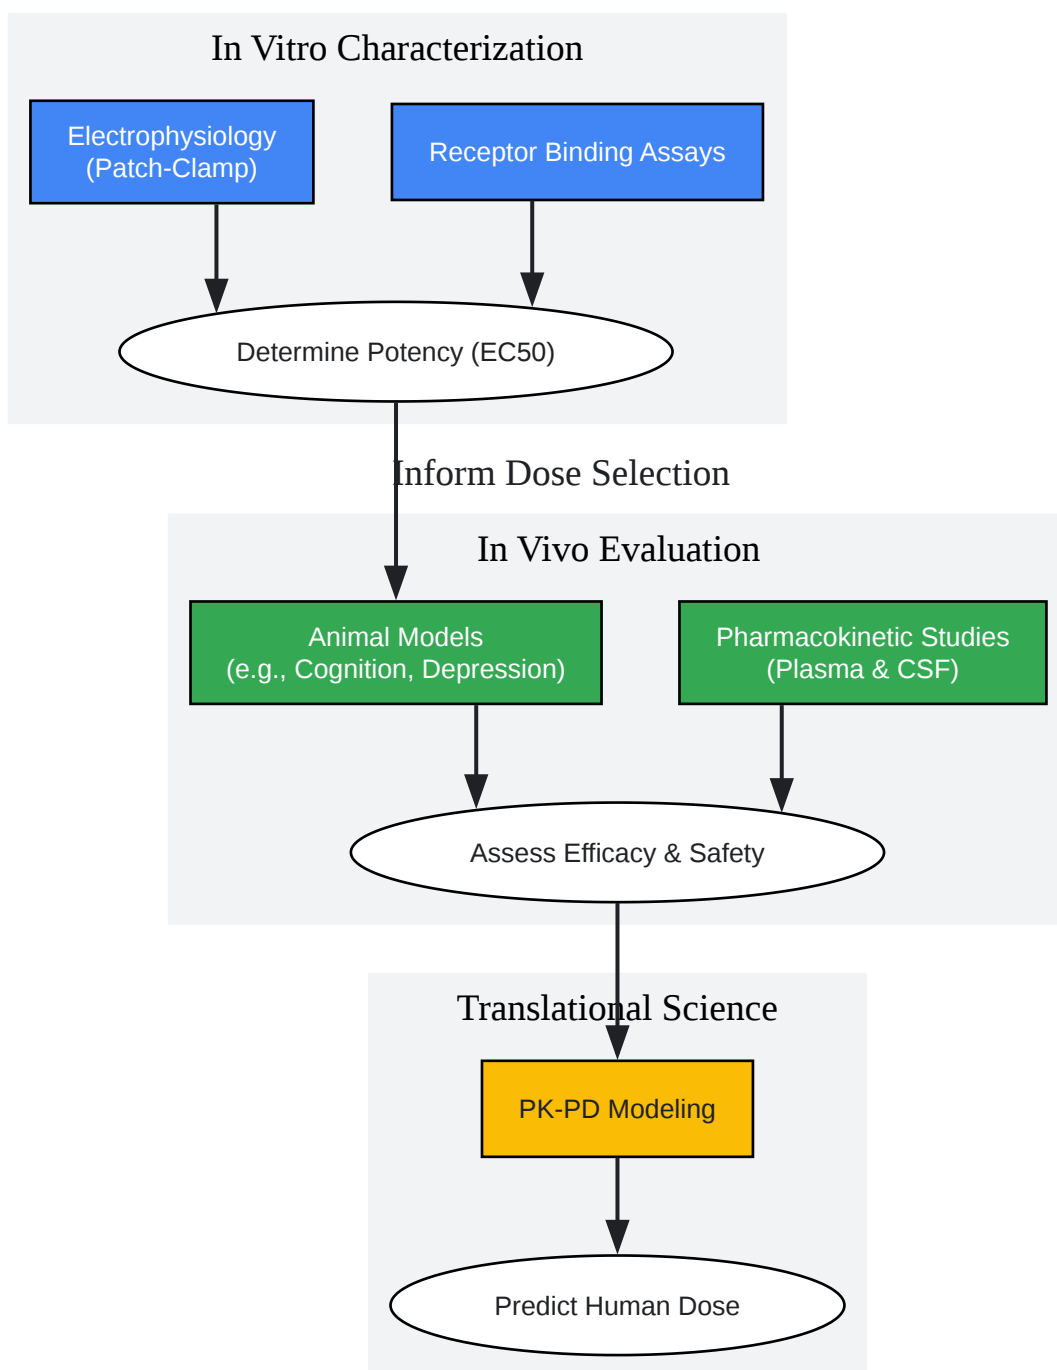 In Vitro Characterization
Electrophysiology
(Patch-Clamp)
Receptor Binding Assays
Determine Potency (EC50)
Inform Dose Selection
In Vivo Evaluation
Animal Models
(e.g., Cognition, Depression)
Pharmacokinetic Studies
(Plasma & CSF)
Assess Efficacy & Safety
Translational Science
PK-PD Modeling
Predict Human Dose